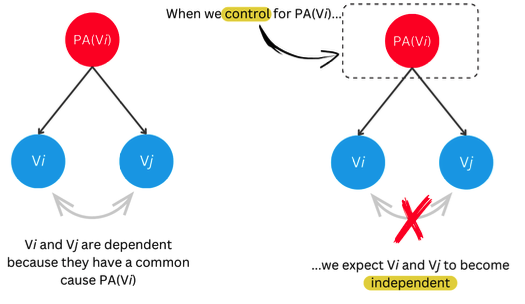 PA(Vi)
Vi
Vj
Vi and Vj are dependent
because they have a common
cause PA(Vi)
When we control for PA(Vi)...
PA(Vi)
Vi
Vj
...we expect Vi and Vj to become
independent